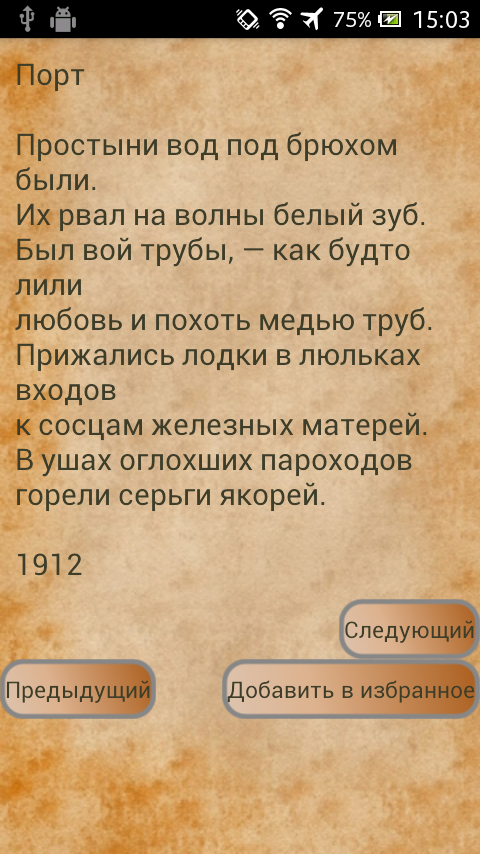 75% 15:03
Порт
Простыни вод под брюхом
были.
Их рвал на волны белый зуб.
Был вой трубы, — как будто
лили
любовь и похоть медью труб.
Прижались лодки в люльках
входов
к сосцам железных матерей.
В ушах оглохших пароходов
горели серьги якорей.
1912
Следующий
Предыдущий Добавить в избранное